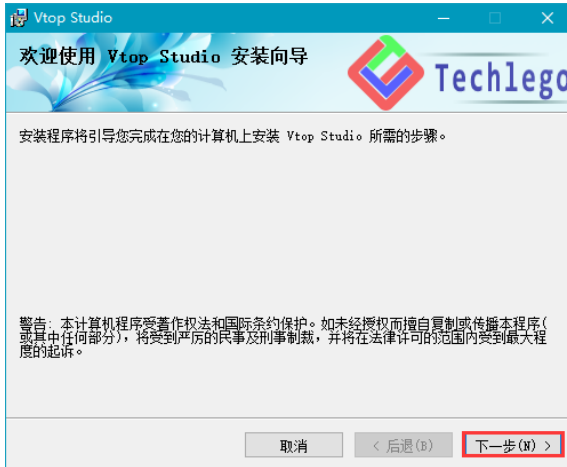 Vtop Studio
欢迎使用 Vtop Studio 安装向导
Techlego
安装程序将引导您完成在您的计算机上安装 Vtop Studio 所需的步骤。
警告: 本计算机程序受著作权法和国际条约保护。如未经授权而擅自复制或传播本程序(
或其中任何部分)，将受到严厉的民事及刑事制裁，并将在法律许可的范围内受到最大程
度的起诉。
取消
< 后退(B)
下一步(N) >